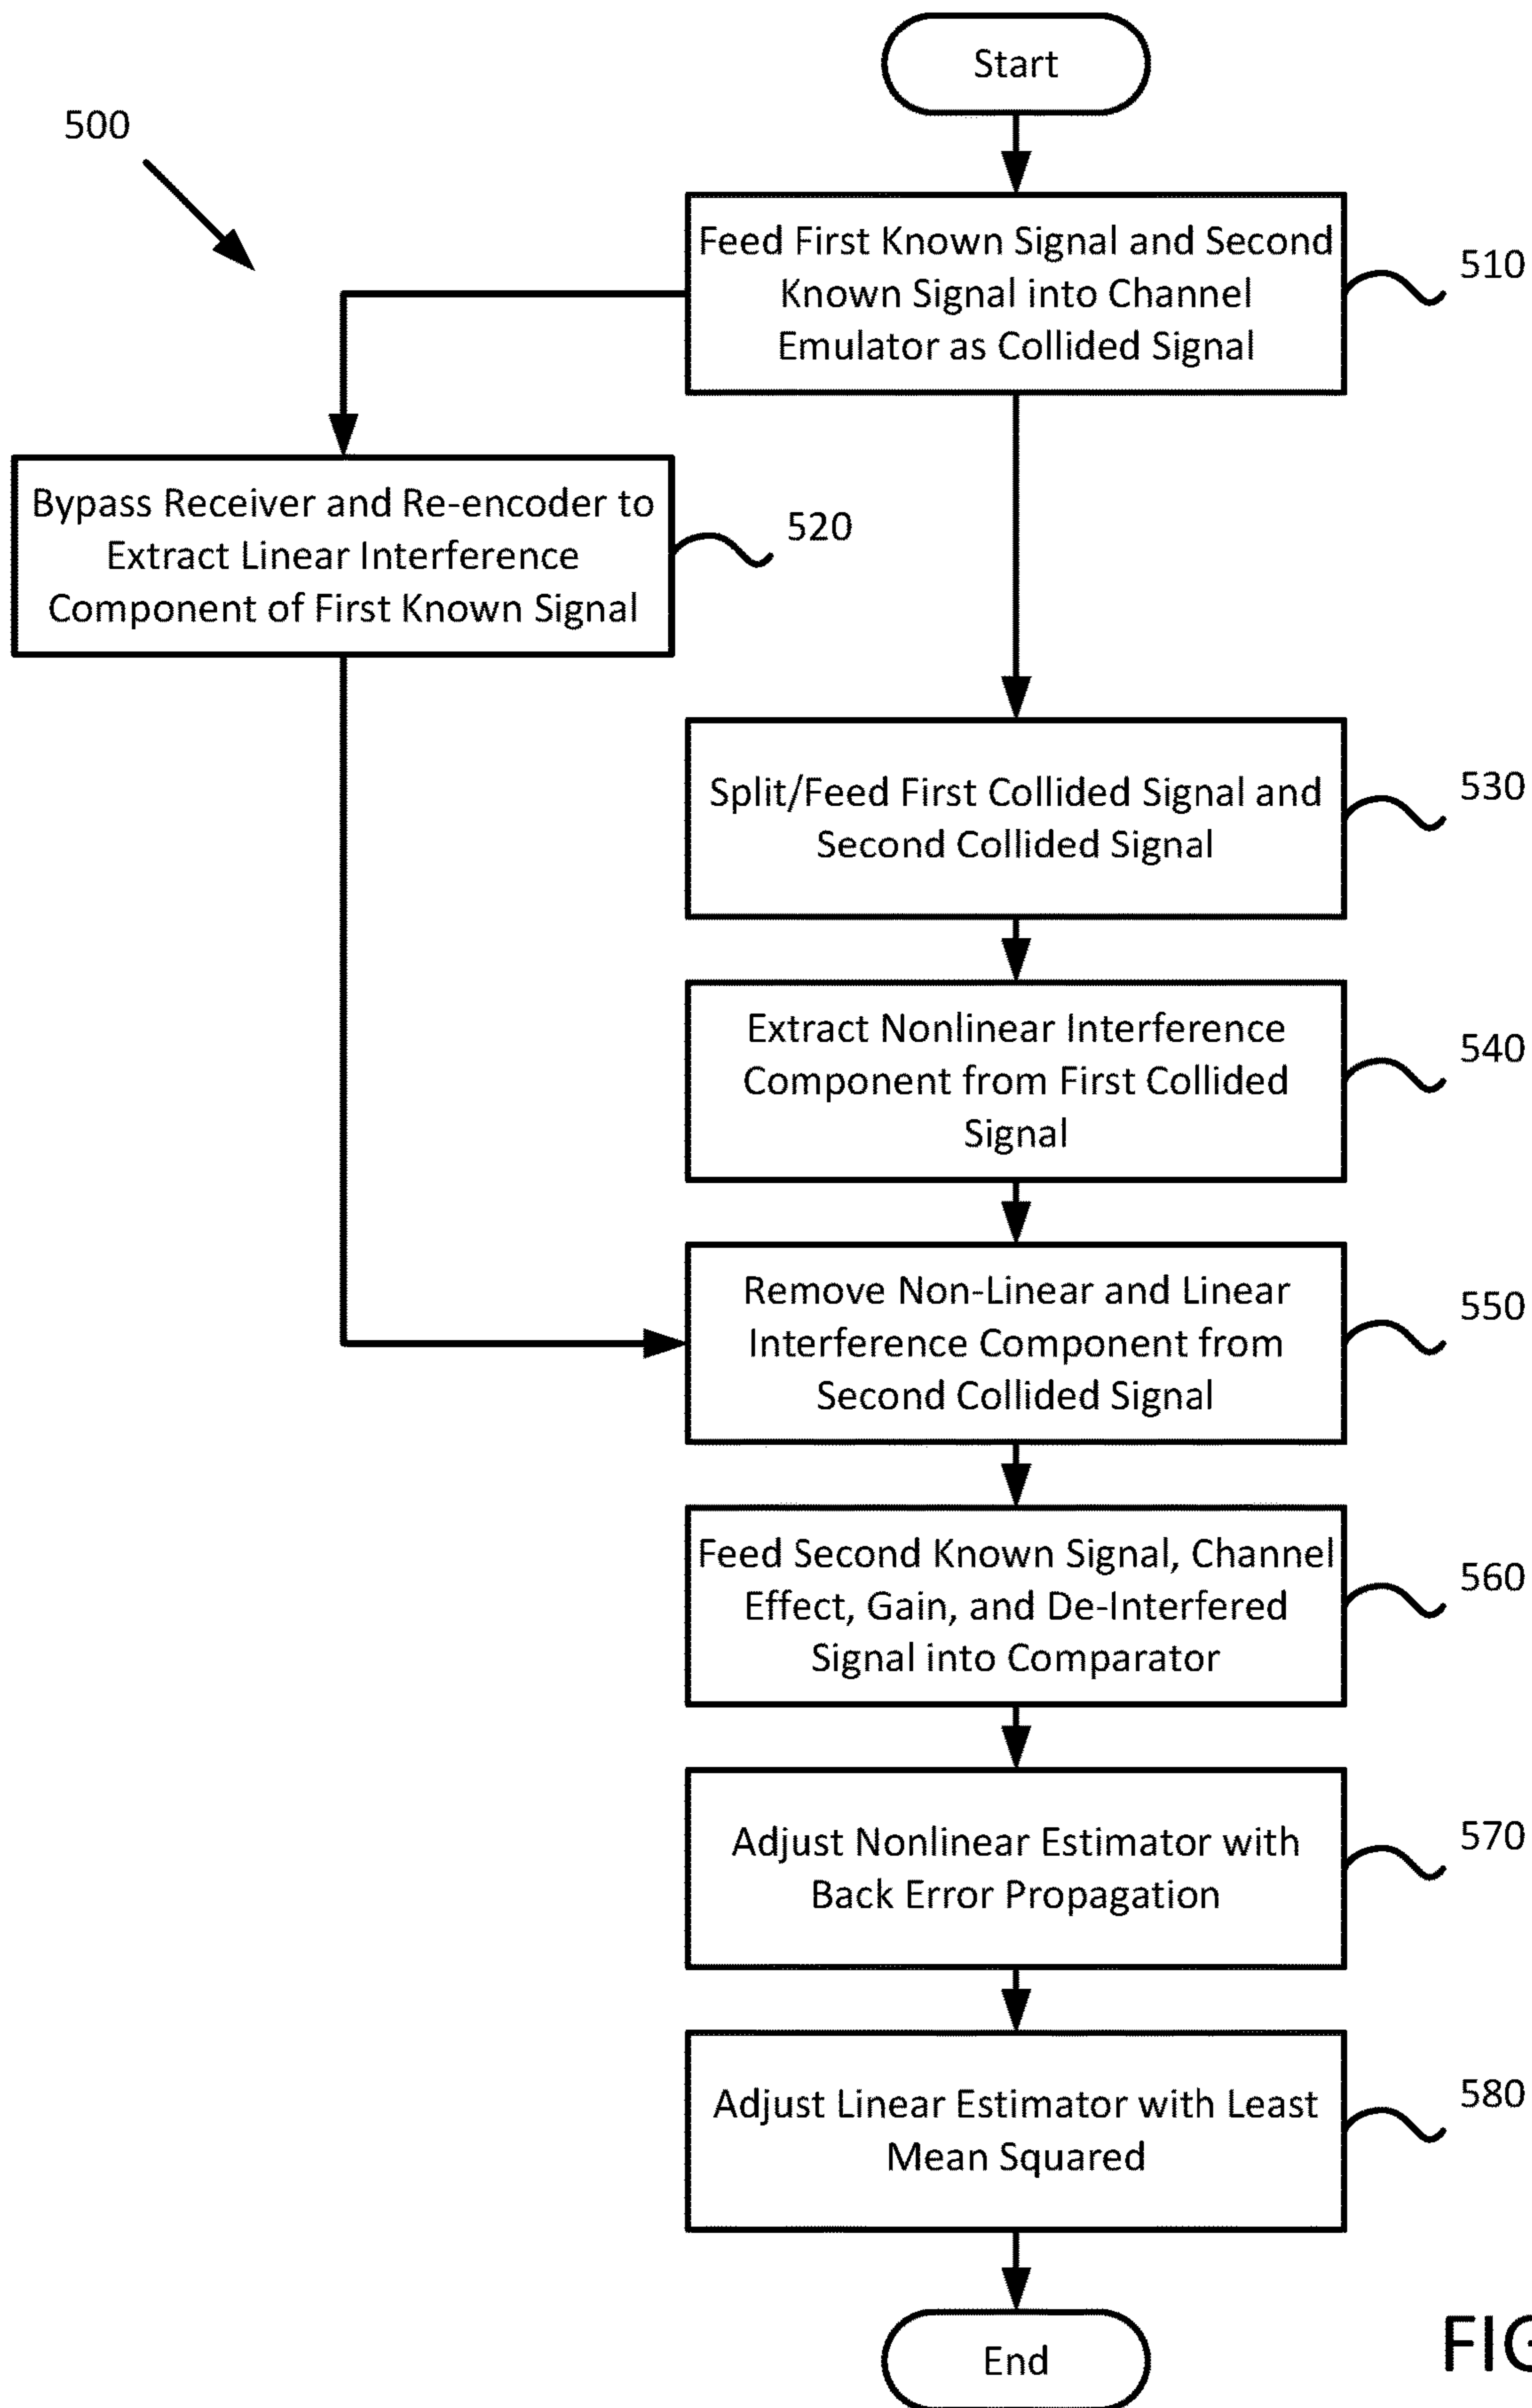 Start
500
Feed First Known Signal and Second
Known Signal into Channel
Emulator as Collided Signal
510
Bypass Receiver and Re-encoder to
Extract Linear Interference
Component of First Known Signal
520
Split/Feed First Collided Signal and
Second Collided Signal
530
Extract Nonlinear Interference
Component from First Collided
Signal
540
Remove Non-Linear and Linear
Interference Component from
Second Collided Signal
550
Feed Second Known Signal, Channel
Effect, Gain, and De-Interfered
Signal into Comparator
560
Adjust Nonlinear Estimator with
Back Error Propagation
570
Adjust Linear Estimator with Least
Mean Squared
580
End
FIG